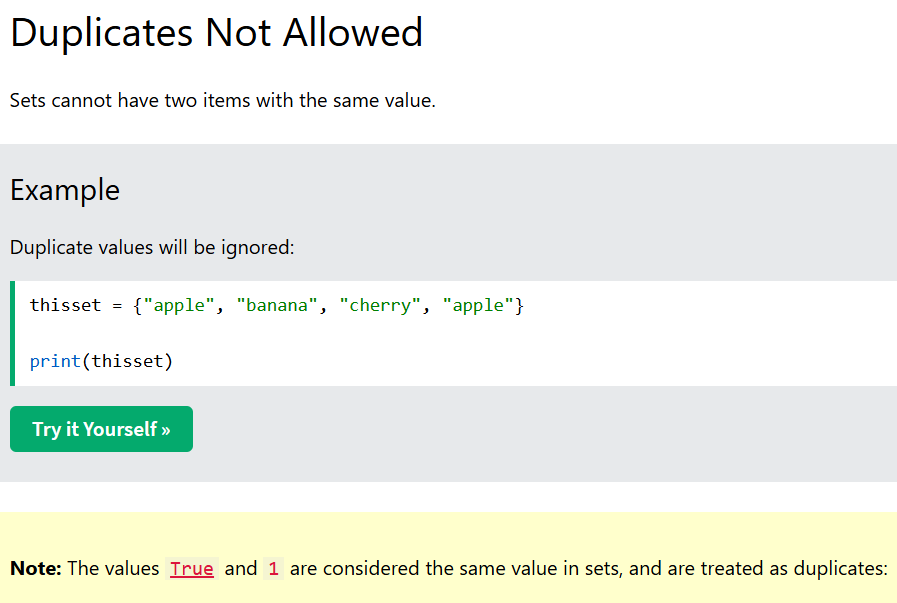 Duplicates Not Allowed
Sets cannot have two items with the same value.
Example
Duplicate values will be ignored:
thisset = {"apple", "banana", "cherry", "apple"}
print(thisset)
Try it Yourself »
Note: The values True and 1 are considered the same value in sets, and are treated as duplicates: